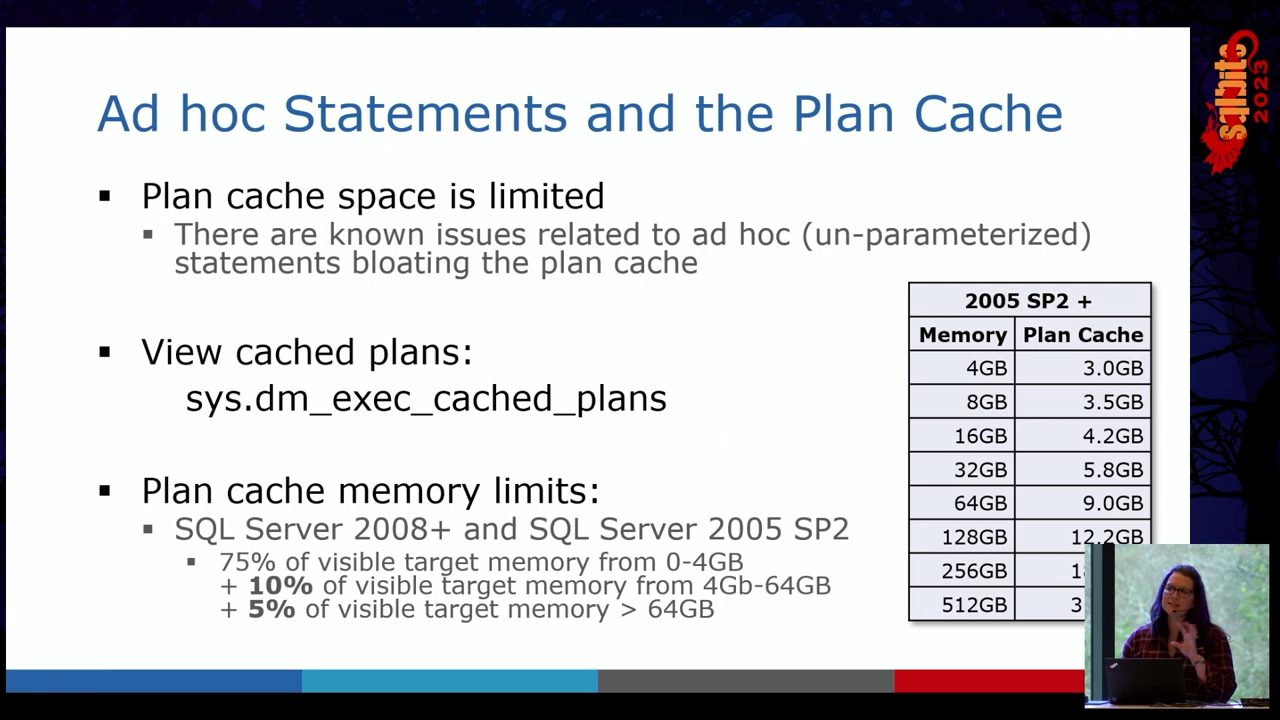 Ad hoc Statements and the Plan Cache
Plan cache space is limited
There are known issues related to ad hoc (un-parameterized)
statements bloating the plan cache
View cached plans:
sys.dm_exec_cached_plans
Plan cache memory limits:
SQL Server 2008+ and SQL Server 2005 SP2
75% of visible target memory from 0-4GB
+ 10% of visible target memory from 4Gb-64GB
+ 5% of visible target memory > 64GB
2005 SP2 +
Memory Plan Cache
4GB 3.0GB
8GB 3.5GB
16GB 4.2GB
32GB 5.8GB
64GB 9.0GB
128GB 12.2GB
256GB
512GB
sqlbits
2023